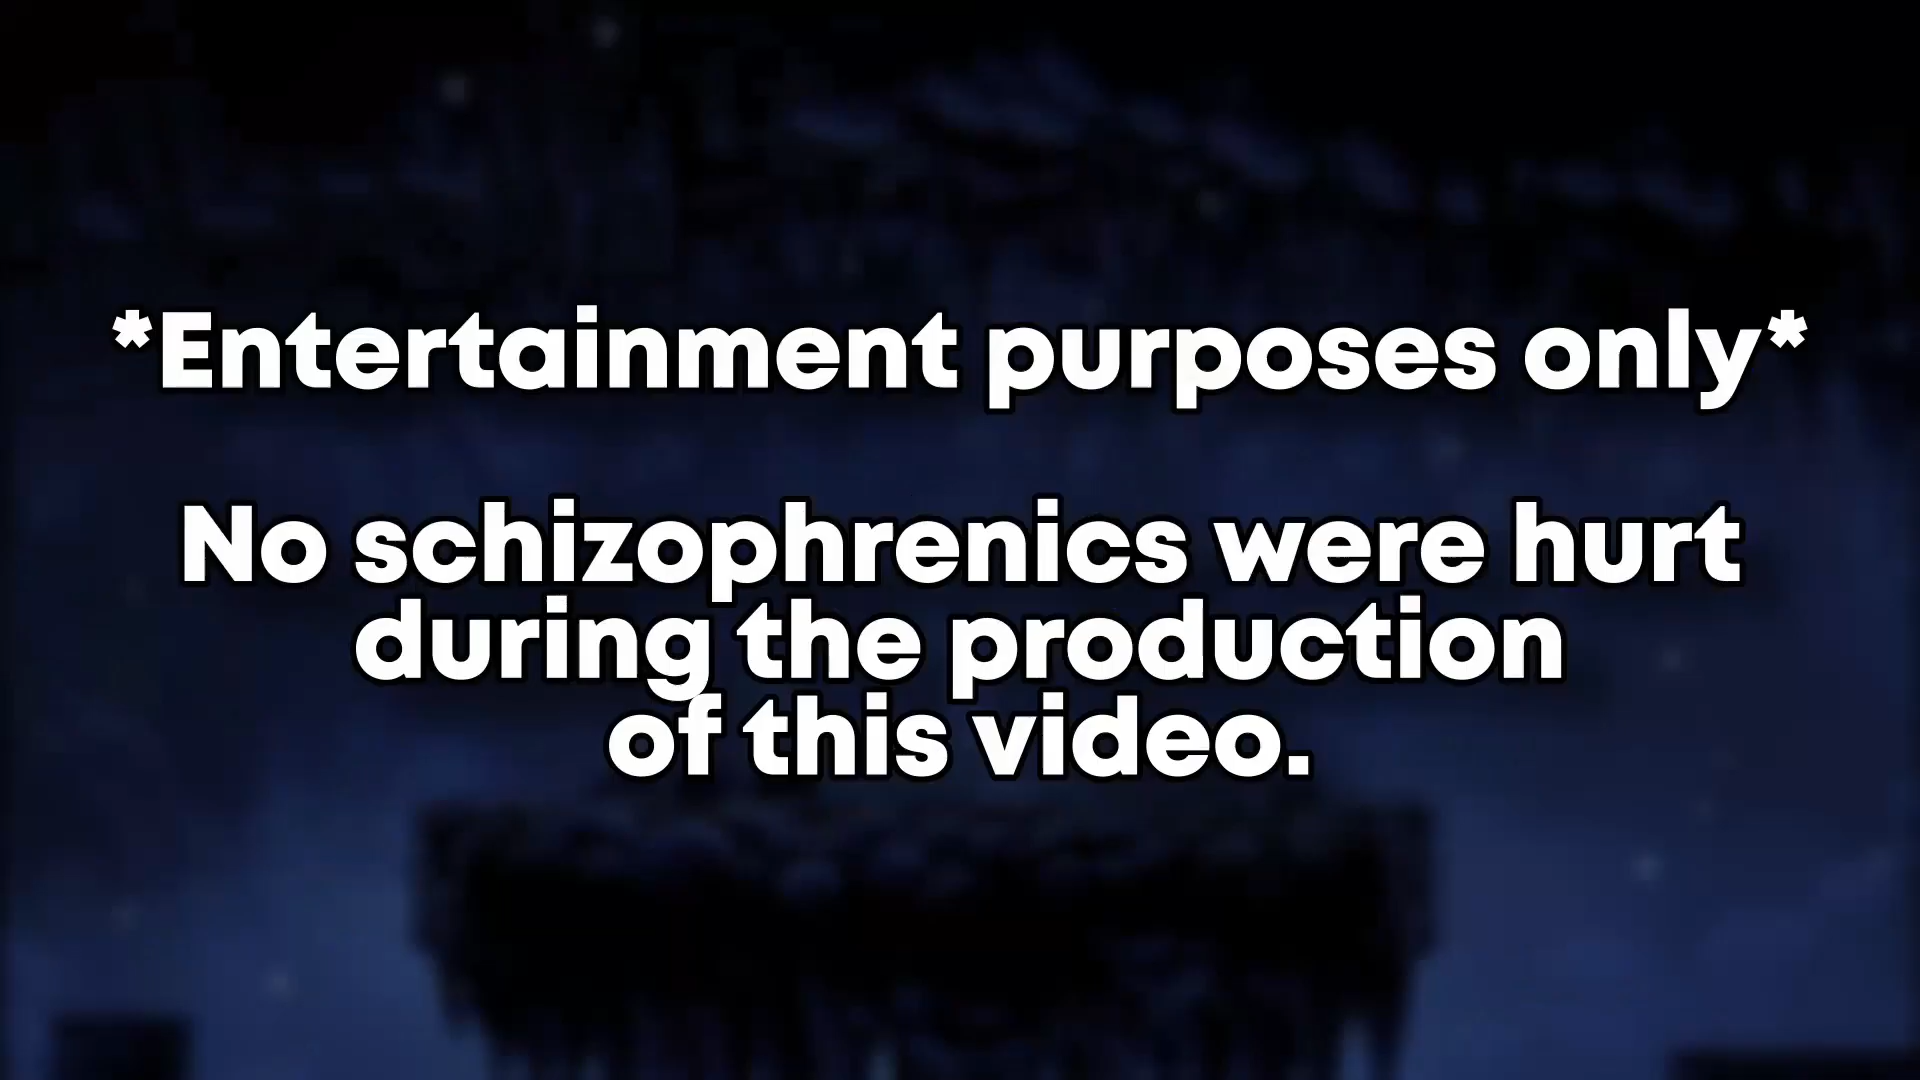 *Entertainment purposes only*
No schizophrenics were hurt
during the production
of this video.